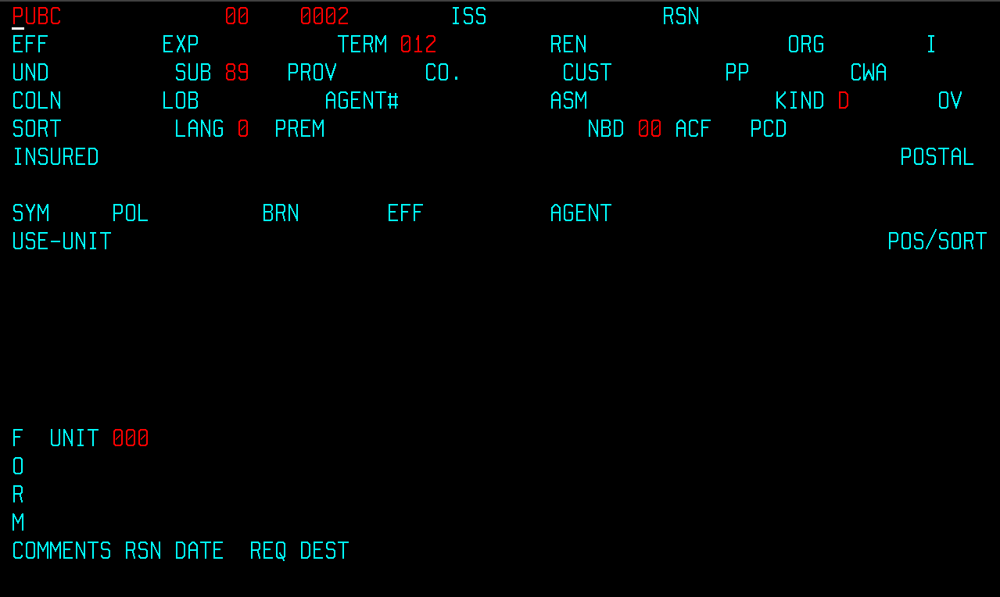 PUBC 00 0002 ISS RSN
EFF EXP TERM 012 REN ORG I
UND SUB 89 PROV CO. CUST PP CWA
COLN LOB AGENT# ASM KIND D OV
SORT LANG 0 PREM NBD 00 ACF PCD
INSURED POSTAL
SYM POL BRN EFF AGENT
USE-UNIT POS/SORT
F UNIT 000
O
R
M
COMMENTS RSN DATE REQ DEST